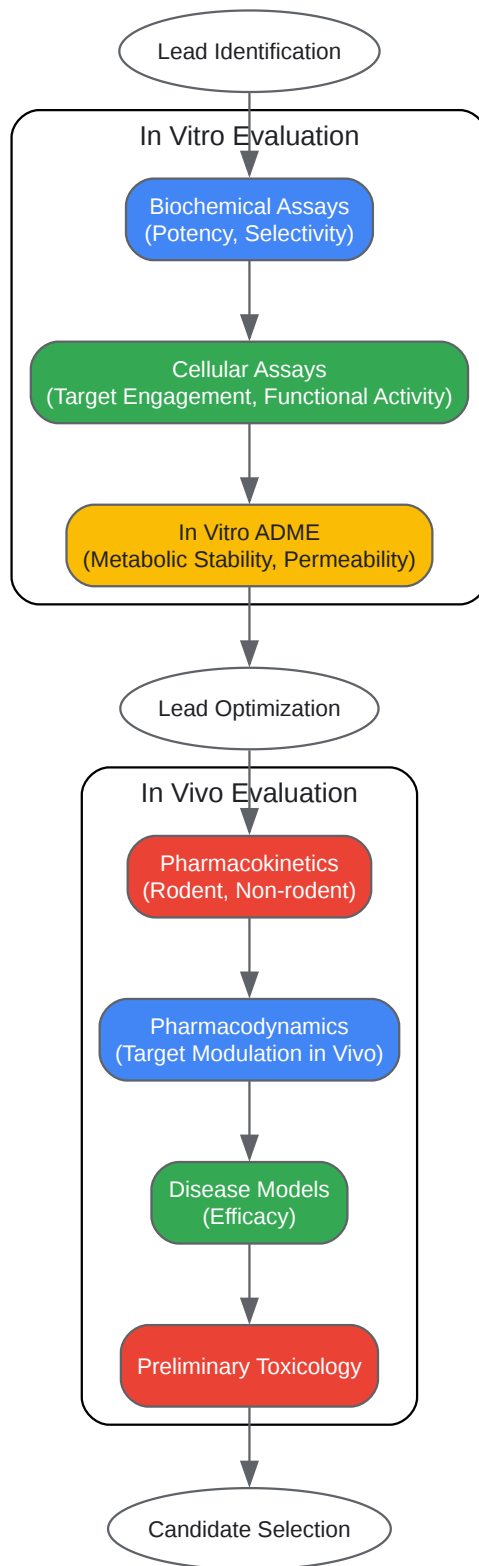 Lead Identification
In Vitro Evaluation
Biochemical Assays
(Potency, Selectivity)
Cellular Assays
(Target Engagement, Functional Activity)
In Vitro ADME
(Metabolic Stability, Permeability)
Lead Optimization
In Vivo Evaluation
Pharmacokinetics
(Rodent, Non-rodent)
Pharmacodynamics
(Target Modulation in Vivo)
Disease Models
(Efficacy)
Preliminary Toxicology
Candidate Selection